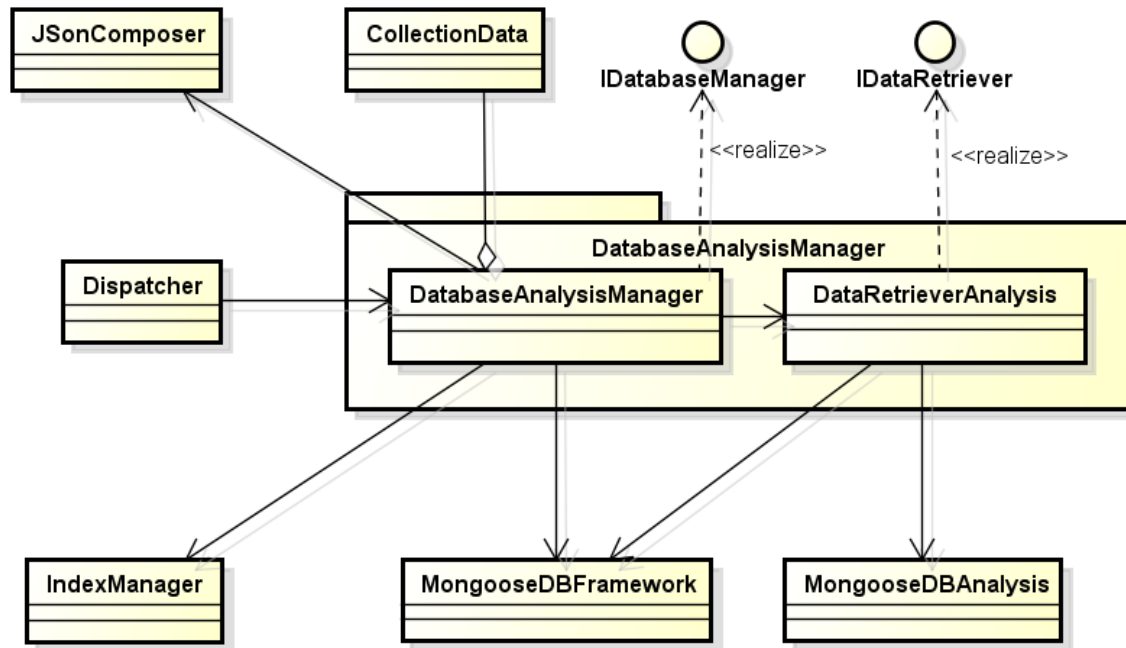 JSonComposer
CollectionData
IDatabaseManager
IDataRetriever
<<realize>>
<<realize>>
DatabaseAnalysisManager
Dispatcher
DatabaseAnalysisManager
DataRetrieverAnalysis
IndexManager
MongooseDBFramework
MongooseDBAnalysis